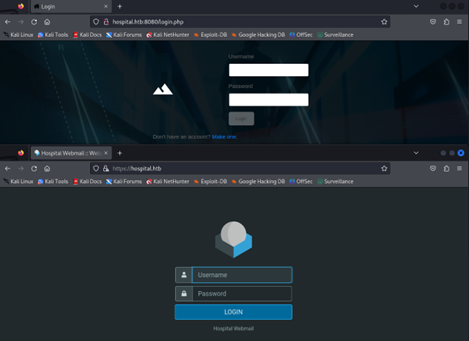 Login
hospital.htb:8080/login.php
Kali Linux Kali Tools Kali Docs Kali Forums Kali NetHunter Exploit-DB Google Hacking DB OffSec Surveillance
Username
Password
Login
Don't have an account? Make one.
Hospital Webmail :: We
https://hospital.htb
Kali Linux Kali Tools Kali Docs Kali Forums Kali NetHunter Exploit-DB Google Hacking DB OffSec Surveillance
Username
Password
LOGIN
Hospital Webmail